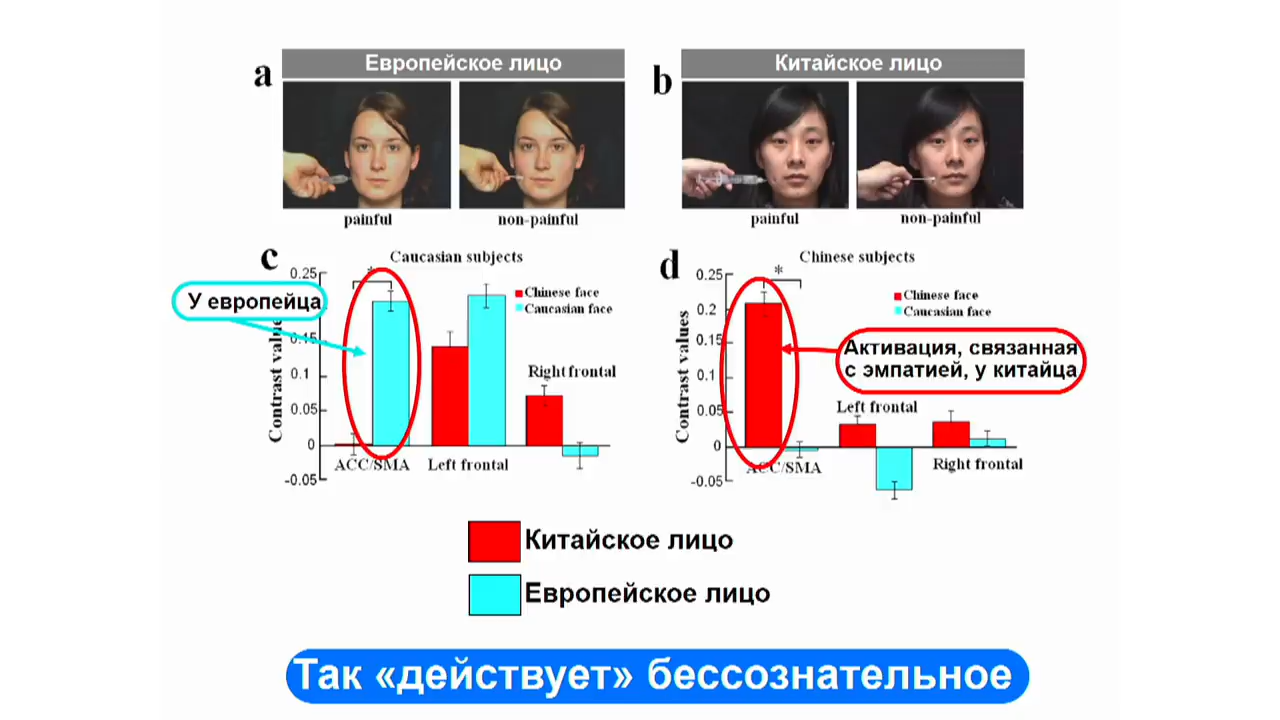 a
Европейское лицо
b
Китайское лицо
painful
non-painful
painful
non-painful
c
Caucasian subjects
d
Chinese subjects
0.25
*
Chinese face
Caucasian face
У европейца
0.15
0.1
0.05
0
-0.05
Contrast values
Right frontal
ACC/SMA
Left frontal
0.25
0.2
0.15
0.1
0.05
0
-0.05
Contrast values
*
Chinese face
Caucasian face
Активация, связанная
с эмпатией, у китайца
Left frontal
ACC/SMA
Right frontal
Китайское лицо
Европейское лицо
Так «действует» бессознательное